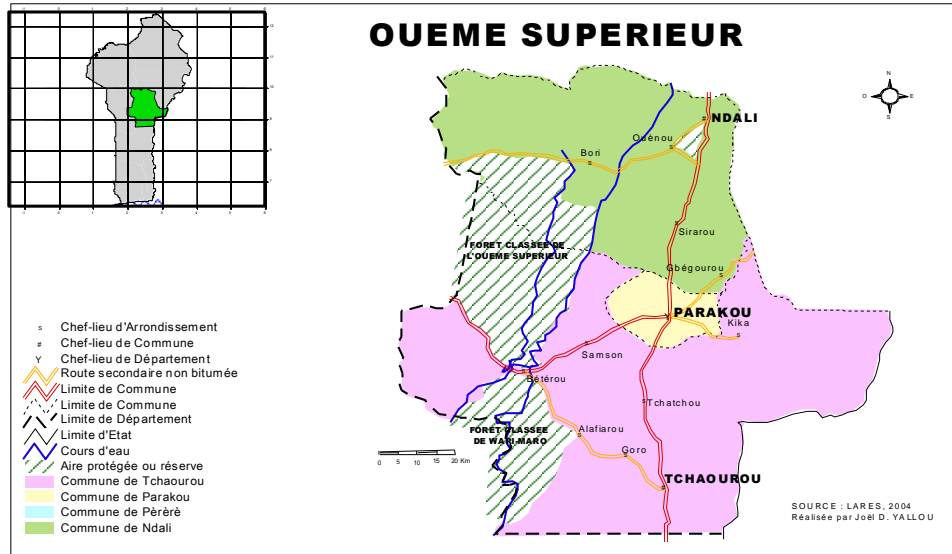 OUEME SUPERIEUR
N
O
E
S
NDALI
Ouènou
Bori
Sirarou
FORET CLASSEE DE
L'OUEME SUPERIEUR
Gbégourou
PARAKOU
Kika
Samson
Bétérou
Tchatchou
FORET CLASSEE
DE WARI-MARO
Alafiarou
Goro
0 5 10 20 Km
TCHAOUROU
s Chef-lieu d'Arrondissement
# Chef-lieu de Commune
Y Chef-lieu de Département
Route secondaire non bitumée
Limite de Commune
Limite de Commune
Limite de Département
Limite d'Etat
Cours d'eau
Aire protégée ou réserve
Commune de Tchaourou
Commune de Parakou
Commune de Pèrèrè
Commune de Ndali
SOURCE : LARES, 2004
Réalisée par Joël D. YALLOU